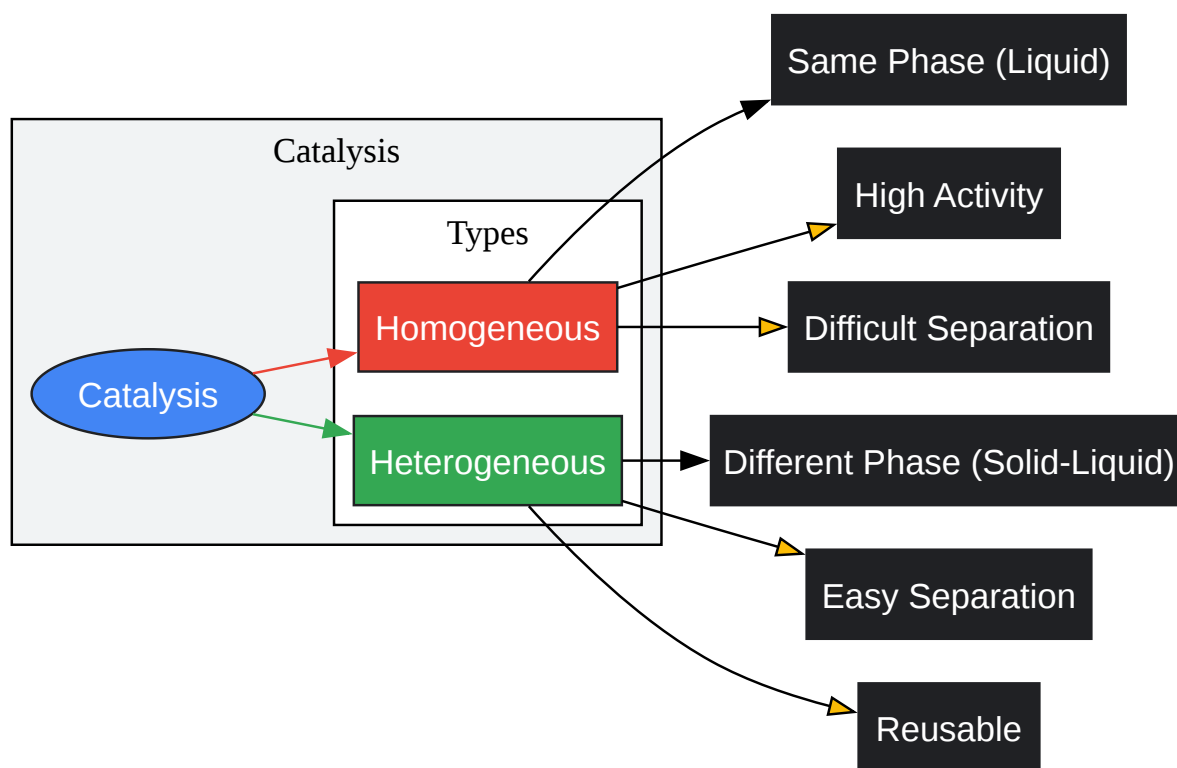 Catalysis
Types
Catalysis
Homogeneous
Heterogeneous
Same Phase (Liquid)
High Activity
Difficult Separation
Different Phase (Solid-Liquid)
Easy Separation
Reusable